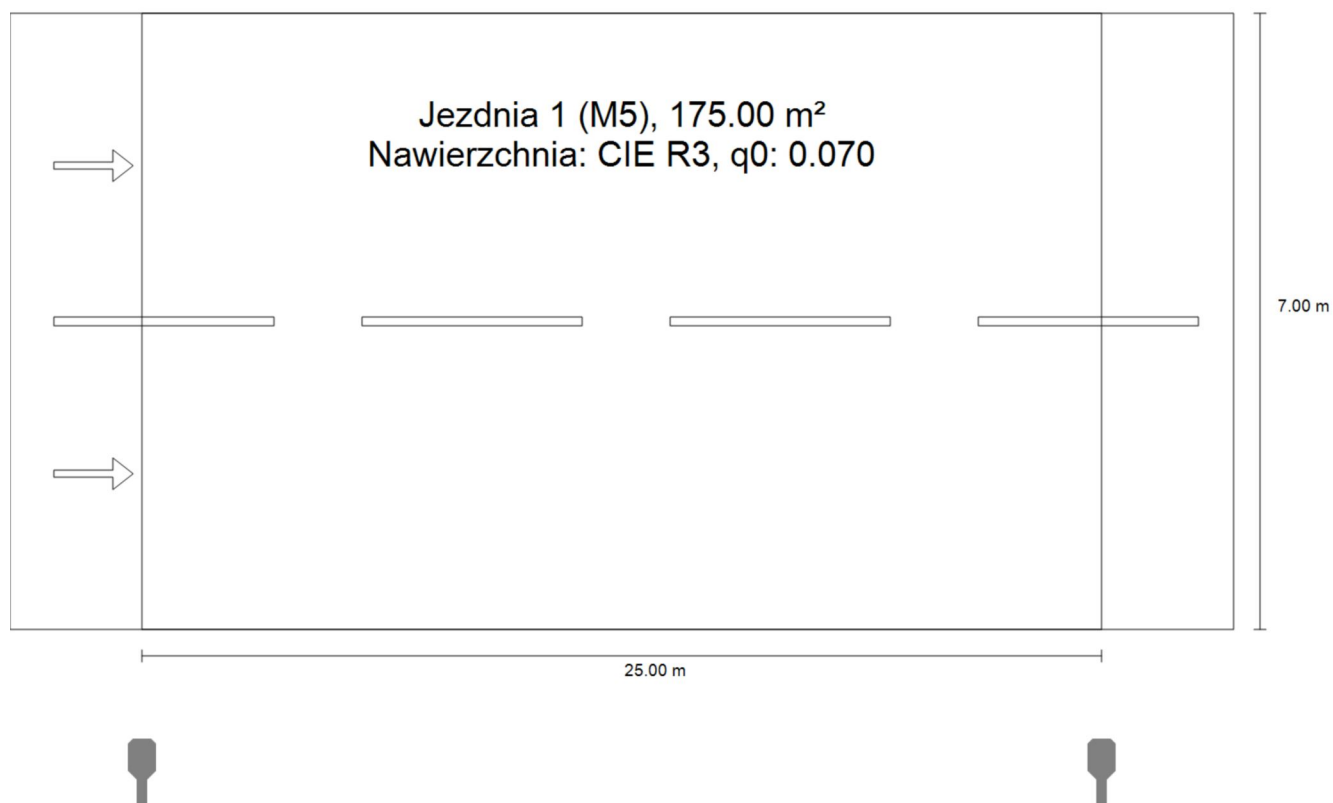 Jezdnia 1 (M5), 175.00 m²
Nawierzchnia: CIE R3, q0: 0.070
7.00 m
25.00 m